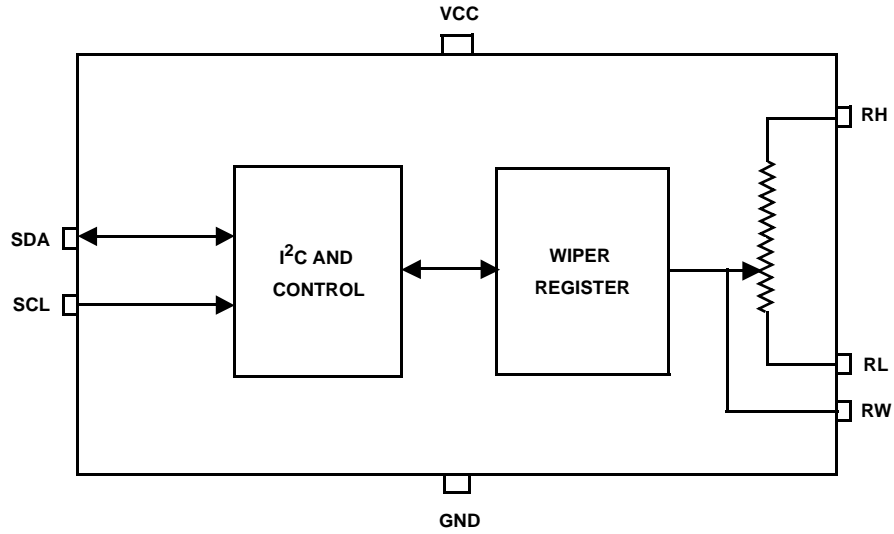 VCC
RH
SDA
I²C AND
CONTROL
WIPER
REGISTER
SCL
RL
RW
GND